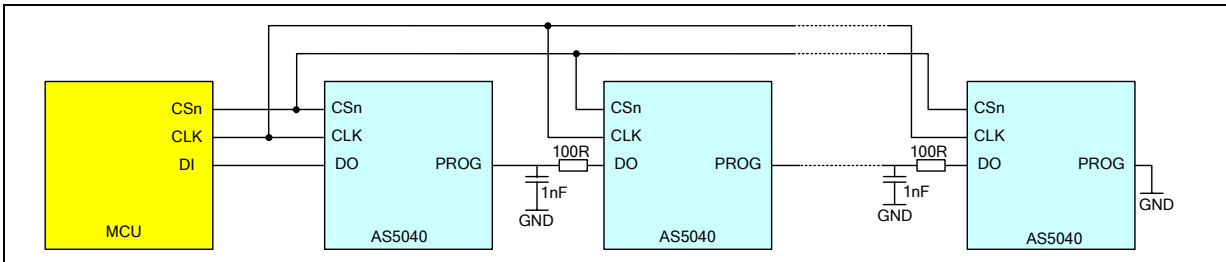 CSn
CLK
DI
MCU
CSn
CLK
DO
PROG
AS5040
100R
1nF
GND
CSn
CLK
DO
PROG
AS5040
100R
1nF
GND
CSn
CLK
DO
PROG
AS5040
GND